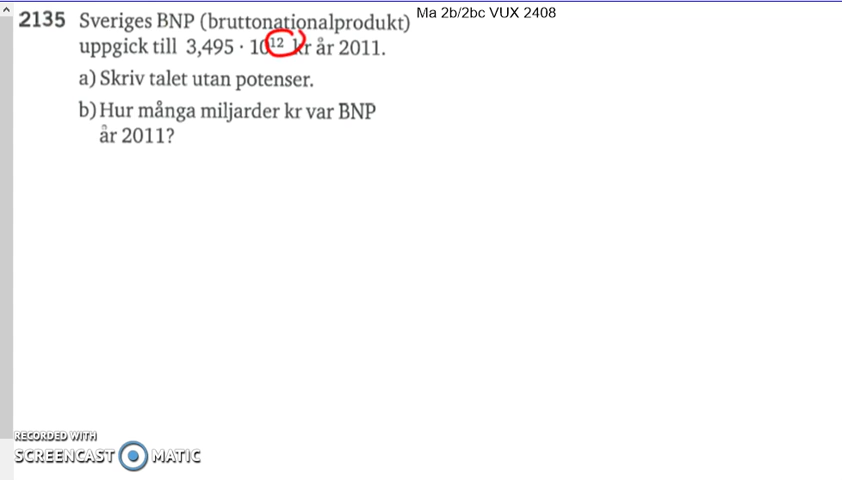 2135 Sveriges BNP (bruttonationalprodukt)
uppgick till 3,495 · 10¹² kr år 2011.
a) Skriv talet utan potenser.
b) Hur många miljarder kr var BNP
år 2011?
Ma 2b/2bc VUX 2408
RECORDED WITH
SCREENCAST MATIC